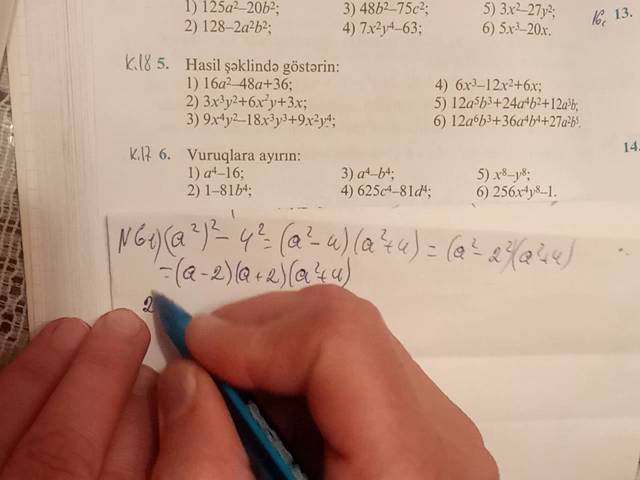 1) 125a²–20b²; 3) 48b²–75c²; 5) 3x²–27y²;
2) 128–2a²b²; 4) 7x²y⁴–63; 6) 5x³–20x.
13.
K.18 5. Hasil şəklində göstərin:
1) 16a²–48a+36; 4) 6x³–12x²+6x;
2) 3x³y²+6x²y+3x; 5) 12a⁵b³+24a⁴b²+12a³b;
3) 9x⁴y²–18x³y³+9x²y⁴; 6) 12a⁶b³+36a⁴b⁴+27a²b⁵.
K.17 6. Vuruqlara ayırın:
14.
1) a⁴–16; 3) a⁴–b⁴; 5) x⁸–y⁸;
2) 1–81b⁴; 4) 625c⁴–81d⁴; 6) 256x⁴y⁸–1.
N6 1) (a²)² – 4² = (a² – 4)(a²+4) = (a² – 2²)(a²+4)
= (a – 2)(a + 2)(a²+4)
2